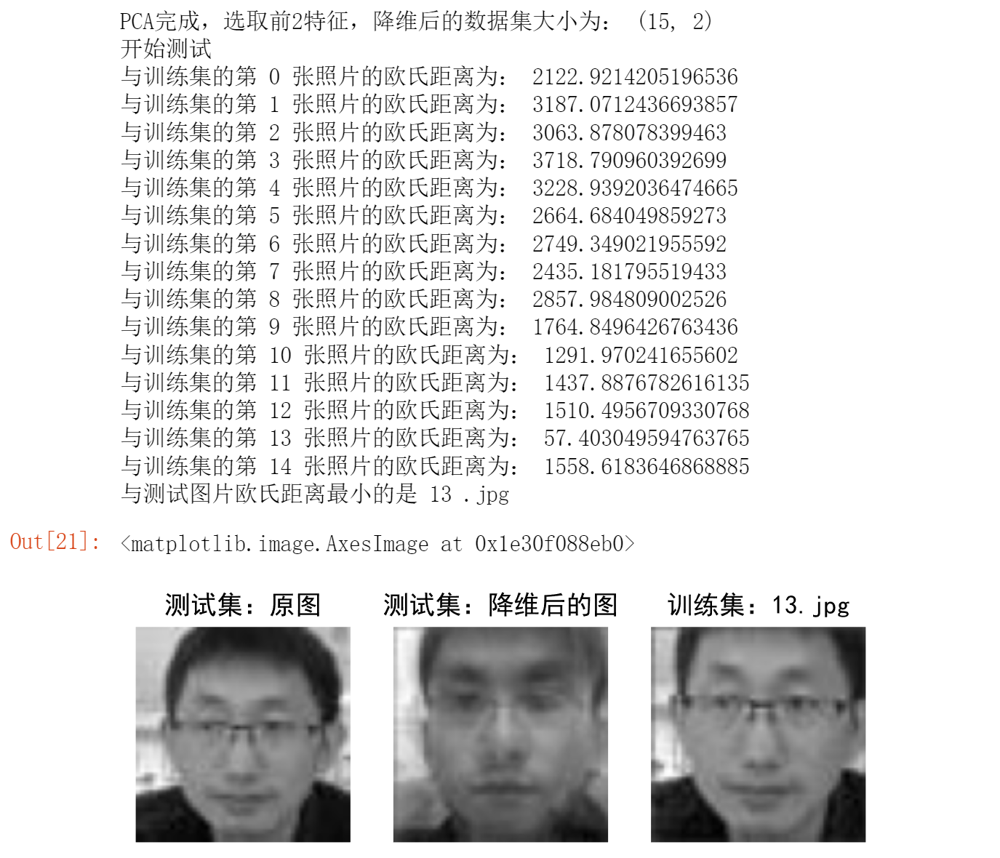 PCA完成，选取前2特征，降维后的数据集大小为： (15, 2)
开始测试
与训练集的第 0 张照片的欧氏距离为： 2122.9214205196536
与训练集的第 1 张照片的欧氏距离为： 3187.0712436693857
与训练集的第 2 张照片的欧氏距离为： 3063.878078399463
与训练集的第 3 张照片的欧氏距离为： 3718.790960392699
与训练集的第 4 张照片的欧氏距离为： 3228.9392036474665
与训练集的第 5 张照片的欧氏距离为： 2664.684049859273
与训练集的第 6 张照片的欧氏距离为： 2749.349021955592
与训练集的第 7 张照片的欧氏距离为： 2435.181795519433
与训练集的第 8 张照片的欧氏距离为： 2857.984809002526
与训练集的第 9 张照片的欧氏距离为： 1764.8496426763436
与训练集的第 10 张照片的欧氏距离为： 1291.970241655602
与训练集的第 11 张照片的欧氏距离为： 1437.8876782616135
与训练集的第 12 张照片的欧氏距离为： 1510.4956709330768
与训练集的第 13 张照片的欧氏距离为： 57.403049594763765
与训练集的第 14 张照片的欧氏距离为： 1558.6183646868885
与测试图片欧氏距离最小的是 13 .jpg
Out[21]: <matplotlib.image.AxesImage at 0x1e30f088eb0>
测试集：原图 测试集：降维后的图 训练集：13.jpg